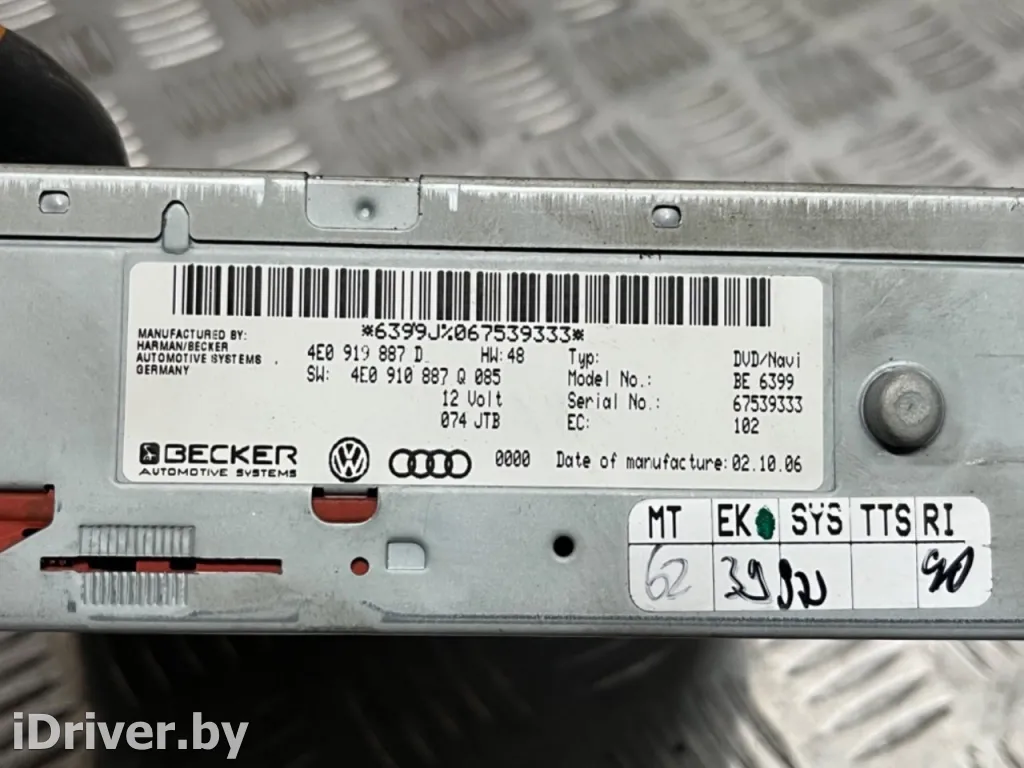 *6399J%067539333*
MANUFACTURED BY:
HARMAN/BECKER
AUTOMOTIVE SYSTEMS
GERMANY
4E0 919 887 D HW:48
SW: 4E0 910 887 Q 085
12 Volt
074 JTB
Typ: DVD/Navi
Model No.: BE 6399
Serial No.: 67539333
EC: 102
BECKER
AUTOMOTIVE SYSTEMS
0000 Date of manufacture: 02.10.06
MT EK SYS TTS RI
62 39
iDriver.by